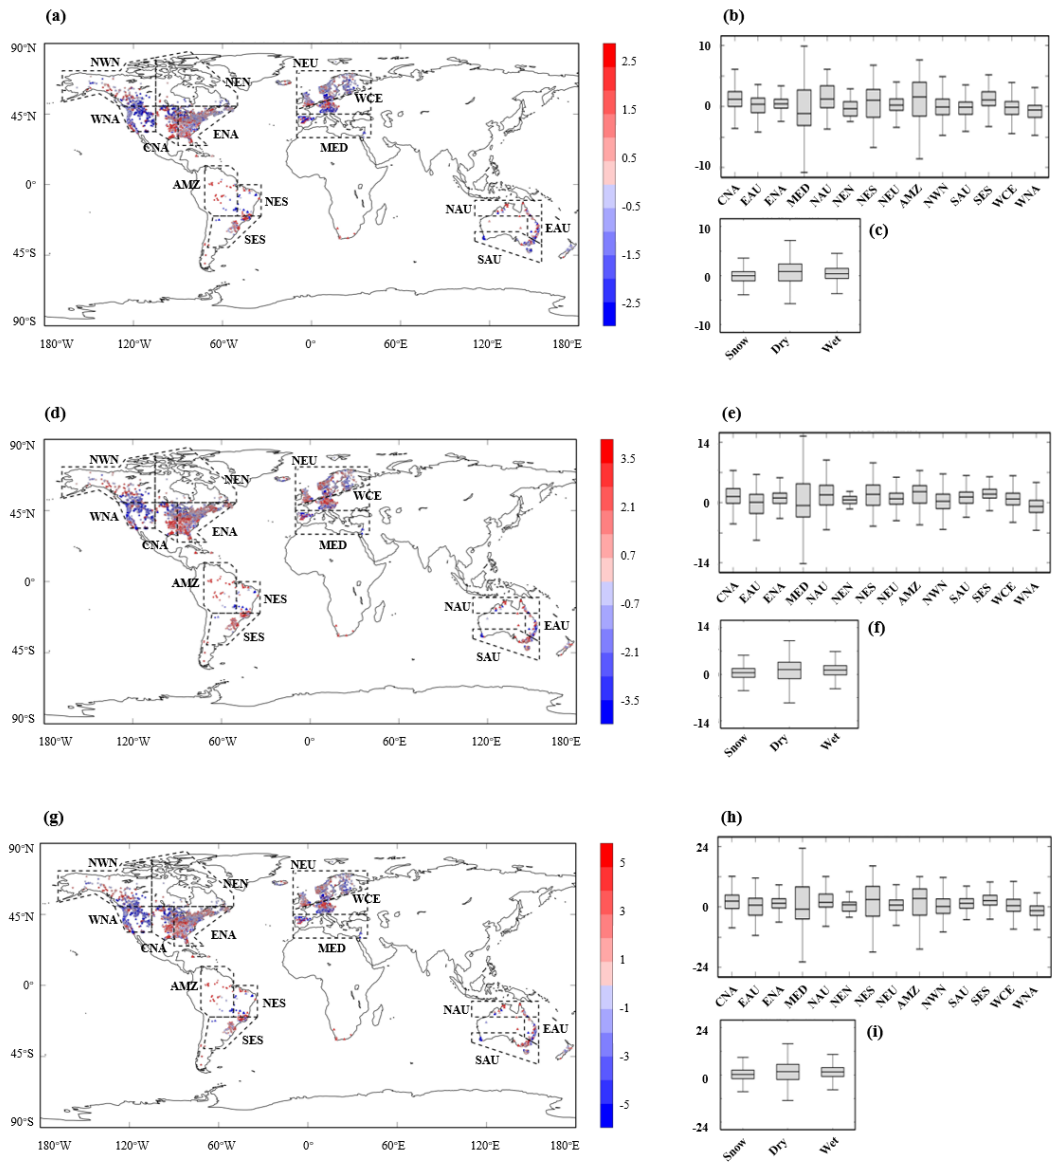 (a)
90°N
45°N
0°
45°S
90°S
180°W 120°W 60°W 0° 60°E 120°E 180°E
NWN
NEN
WNA
ENA
CNA
AMZ
NES
SES
NEU
WCE
MED
NAU
EAU
SAU
2.5
1.5
0.5
-0.5
-1.5
-2.5
(b)
10
0
-10
CNA EAU ENA MED NAU NEN NES NEU AMZ NWN SAU SES WCE WNA
(c)
10
0
-10
Snow Dry Wet
(d)
90°N
45°N
0°
45°S
90°S
180°W 120°W 60°W 0° 60°E 120°E 180°E
NWN
NEN
WNA
ENA
CNA
AMZ
NES
SES
NEU
WCE
MED
NAU
EAU
SAU
3.5
2.1
0.7
-0.7
-2.1
-3.5
(e)
14
0
-14
CNA EAU ENA MED NAU NEN NES NEU AMZ NWN SAU SES WCE WNA
(f)
14
0
-14
Snow Dry Wet
(g)
90°N
45°N
0°
45°S
90°S
180°W 120°W 60°W 0° 60°E 120°E 180°E
NWN
NEN
WNA
ENA
CNA
AMZ
NES
SES
NEU
WCE
MED
NAU
EAU
SAU
5
3
1
-1
-3
-5
(h)
24
0
-24
CNA EAU ENA MED NAU NEN NES NEU AMZ NWN SAU SES WCE WNA
(i)
24
0
-24
Snow Dry Wet